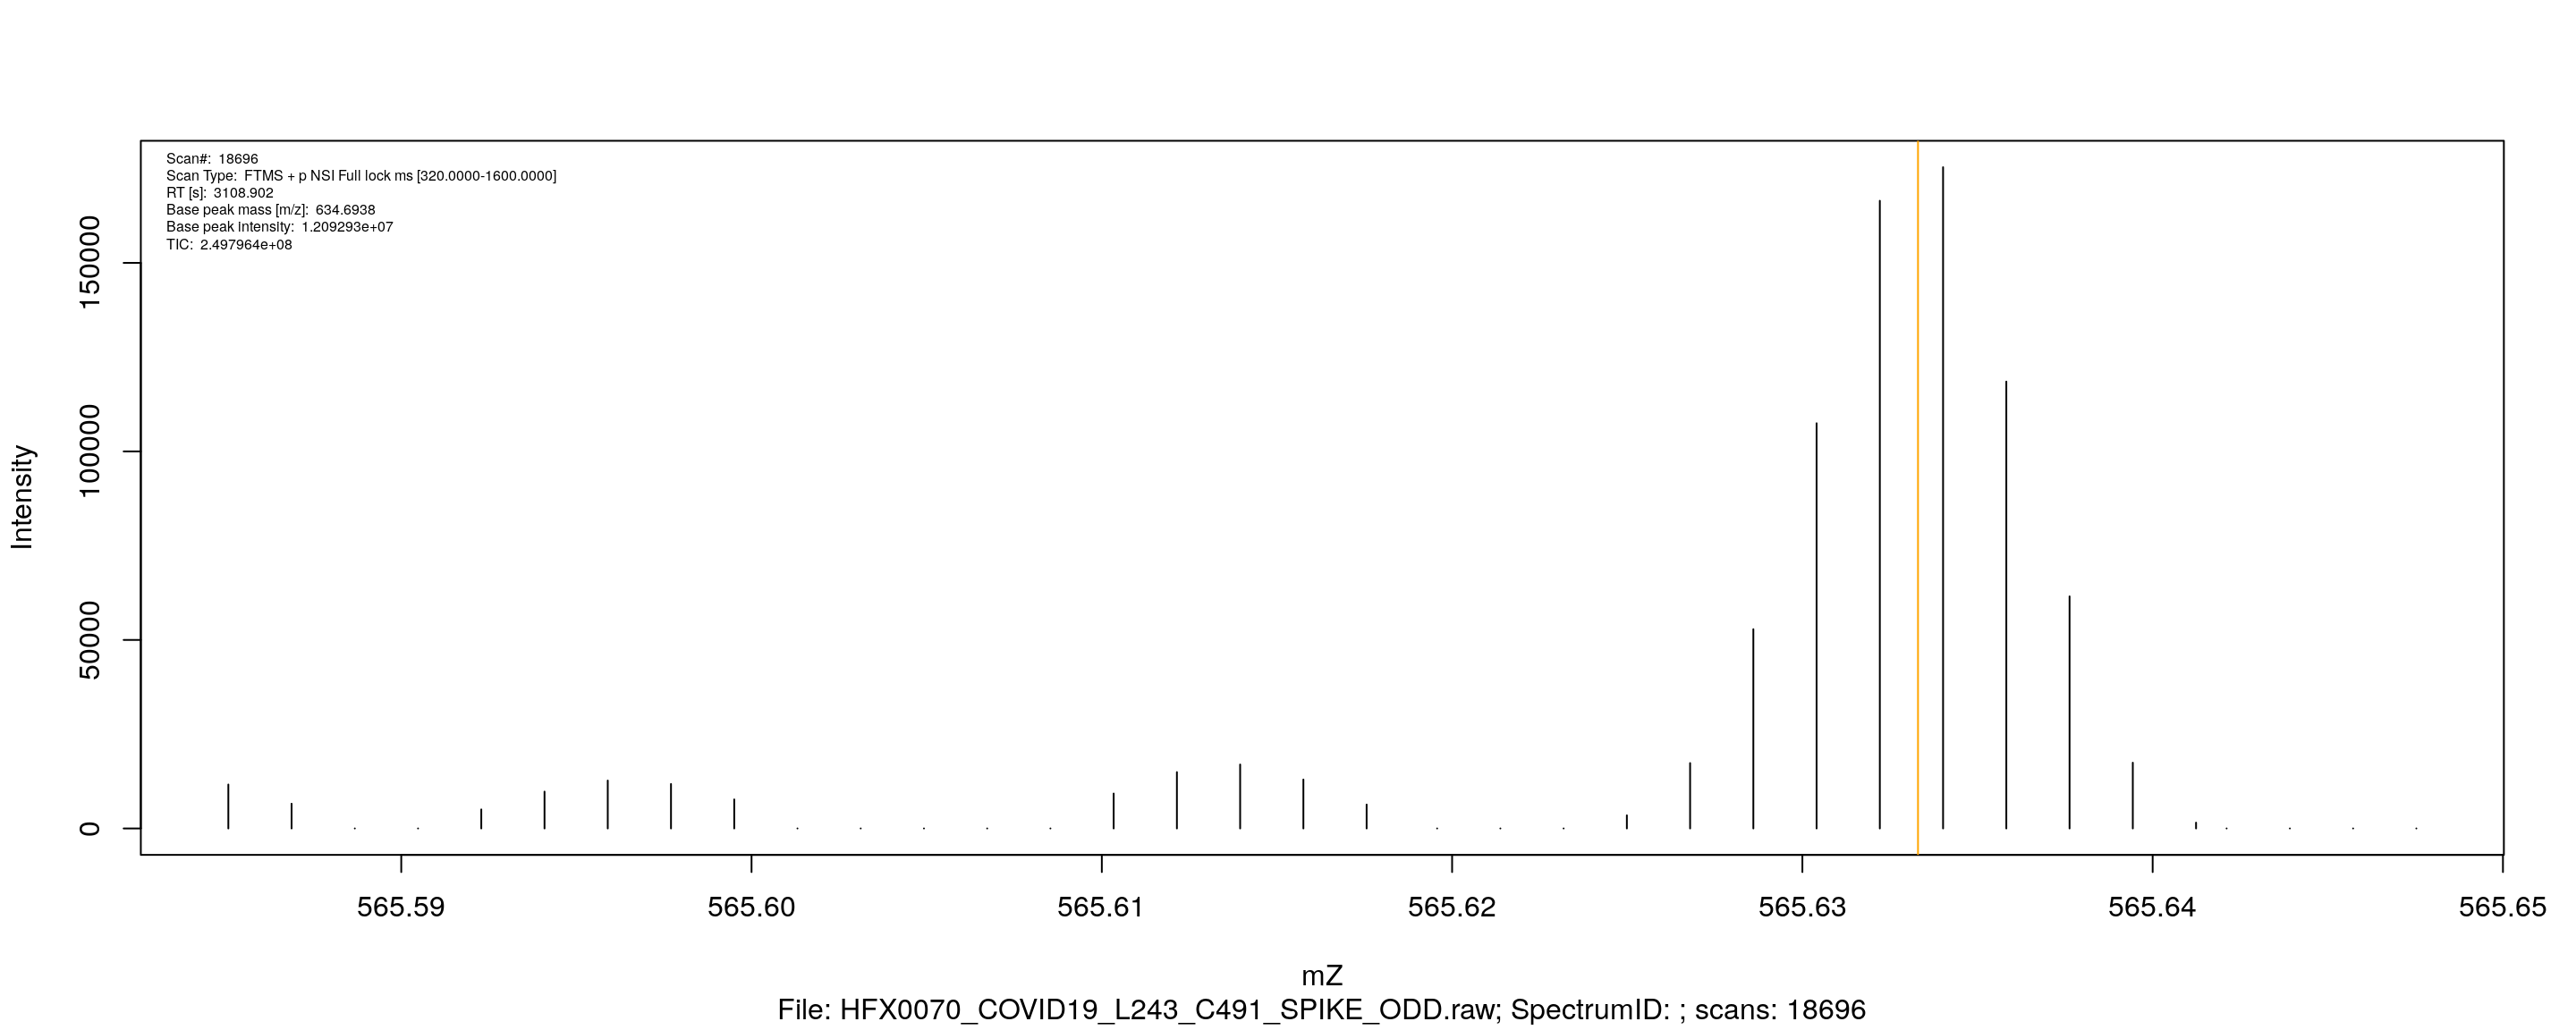 Scan#: 18696
Scan Type: FTMS + p NSI Full lock ms [320.0000-1600.0000]
RT [s]: 3108.902
Base peak mass [m/z]: 634.6938
Base peak intensity: 1.209293e+07
TIC: 2.497964e+08
150000
100000
50000
0
Intensity
565.59 565.60 565.61 565.62 565.63 565.64 565.65
mZ
File: HFX0070_COVID19_L243_C491_SPIKE_ODD.raw; SpectrumID: ; scans: 18696